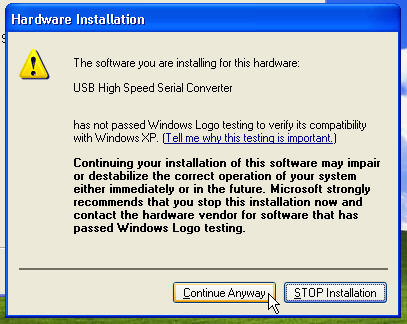 Hardware Installation
The software you are installing for this hardware:
USB High Speed Serial Converter
has not passed Windows Logo testing to verify its compatibility
with Windows XP. (Tell me why this testing is important.)
Continuing your installation of this software may impair
or destabilize the correct operation of your system
either immediately or in the future. Microsoft strongly
recommends that you stop this installation now and
contact the hardware vendor for software that has
passed Windows Logo testing.
Continue Anyway
STOP Installation